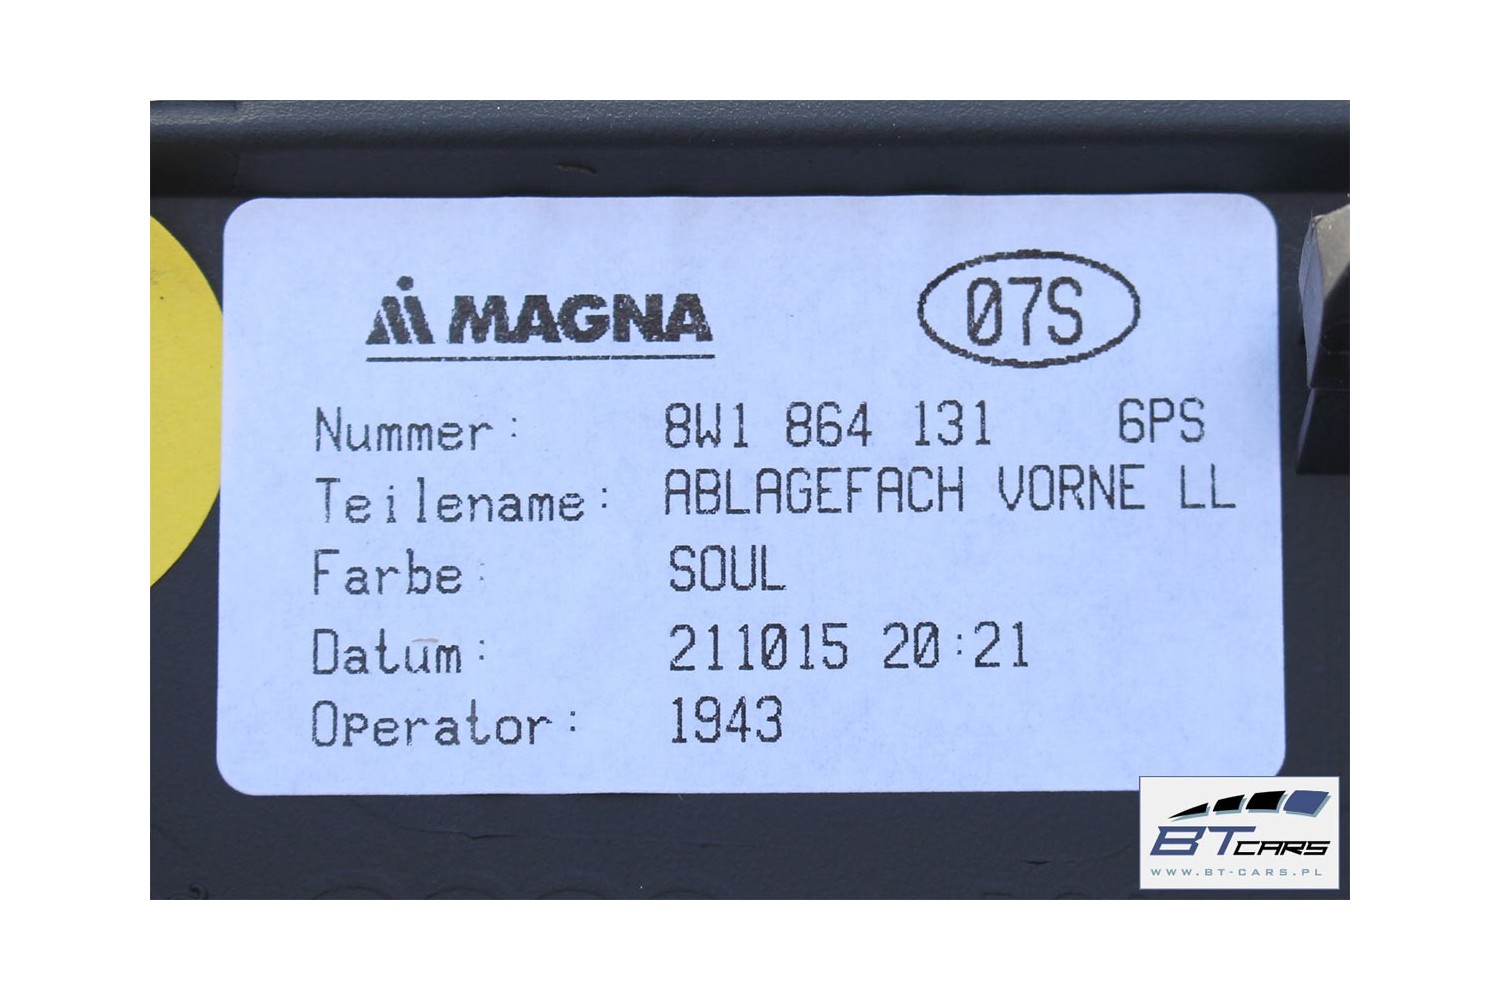 MAGNA
07S
Nummer: 8W1 864 131 6PS
Teilename: ABLAGEFACH VORNE LL
Farbe: SOUL
Datum: 211015 20:21
Operator: 1943
BT CARS
WWW.BT-CARS.PL